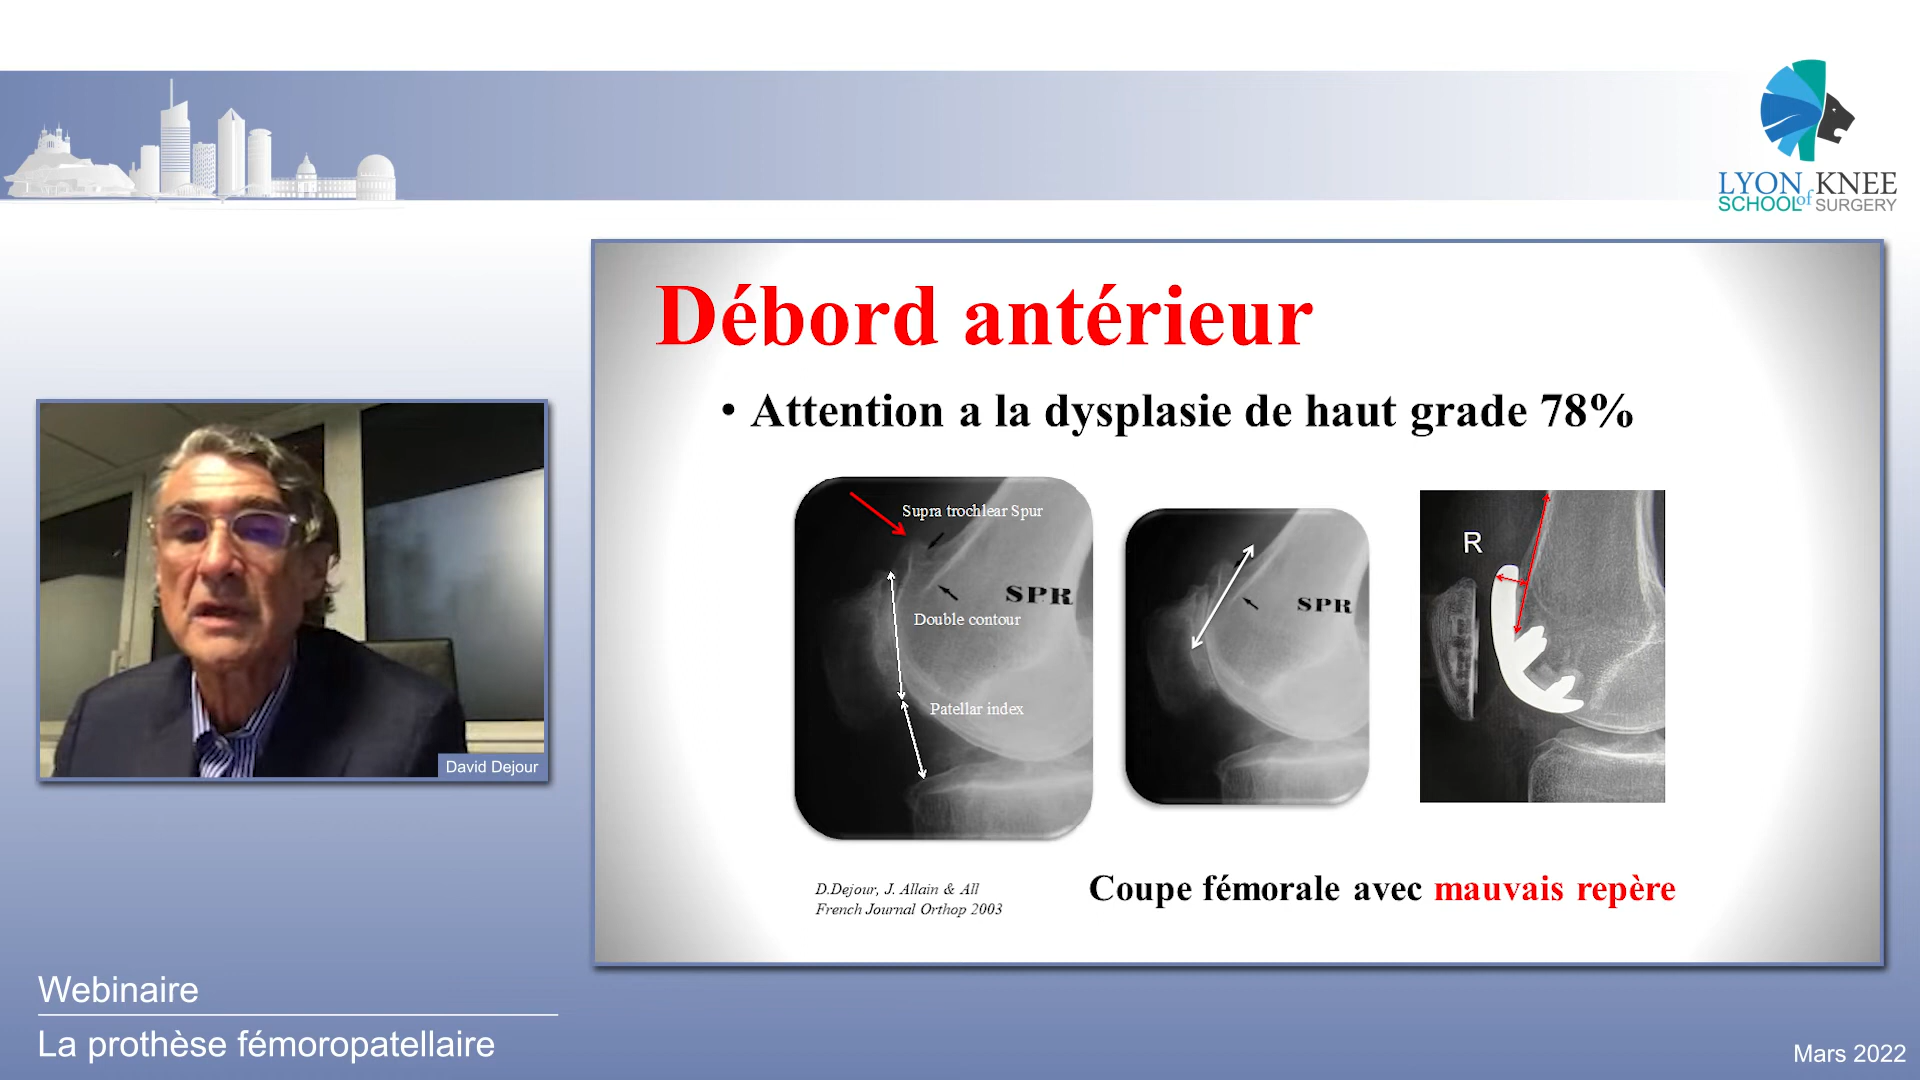 LYON KNEE
SCHOOL of SURGERY
Débord antérieur
• Attention a la dysplasie de haut grade 78%
Supra trochlear Spur
SPR
Double contour
Patellar index
SPR
R
D.Dejour, J. Allain & All
French Journal Orthop 2003
Coupe fémorale avec mauvais repère
David Dejour
Webinaire
La prothèse fémoropatellaire
Mars 2022